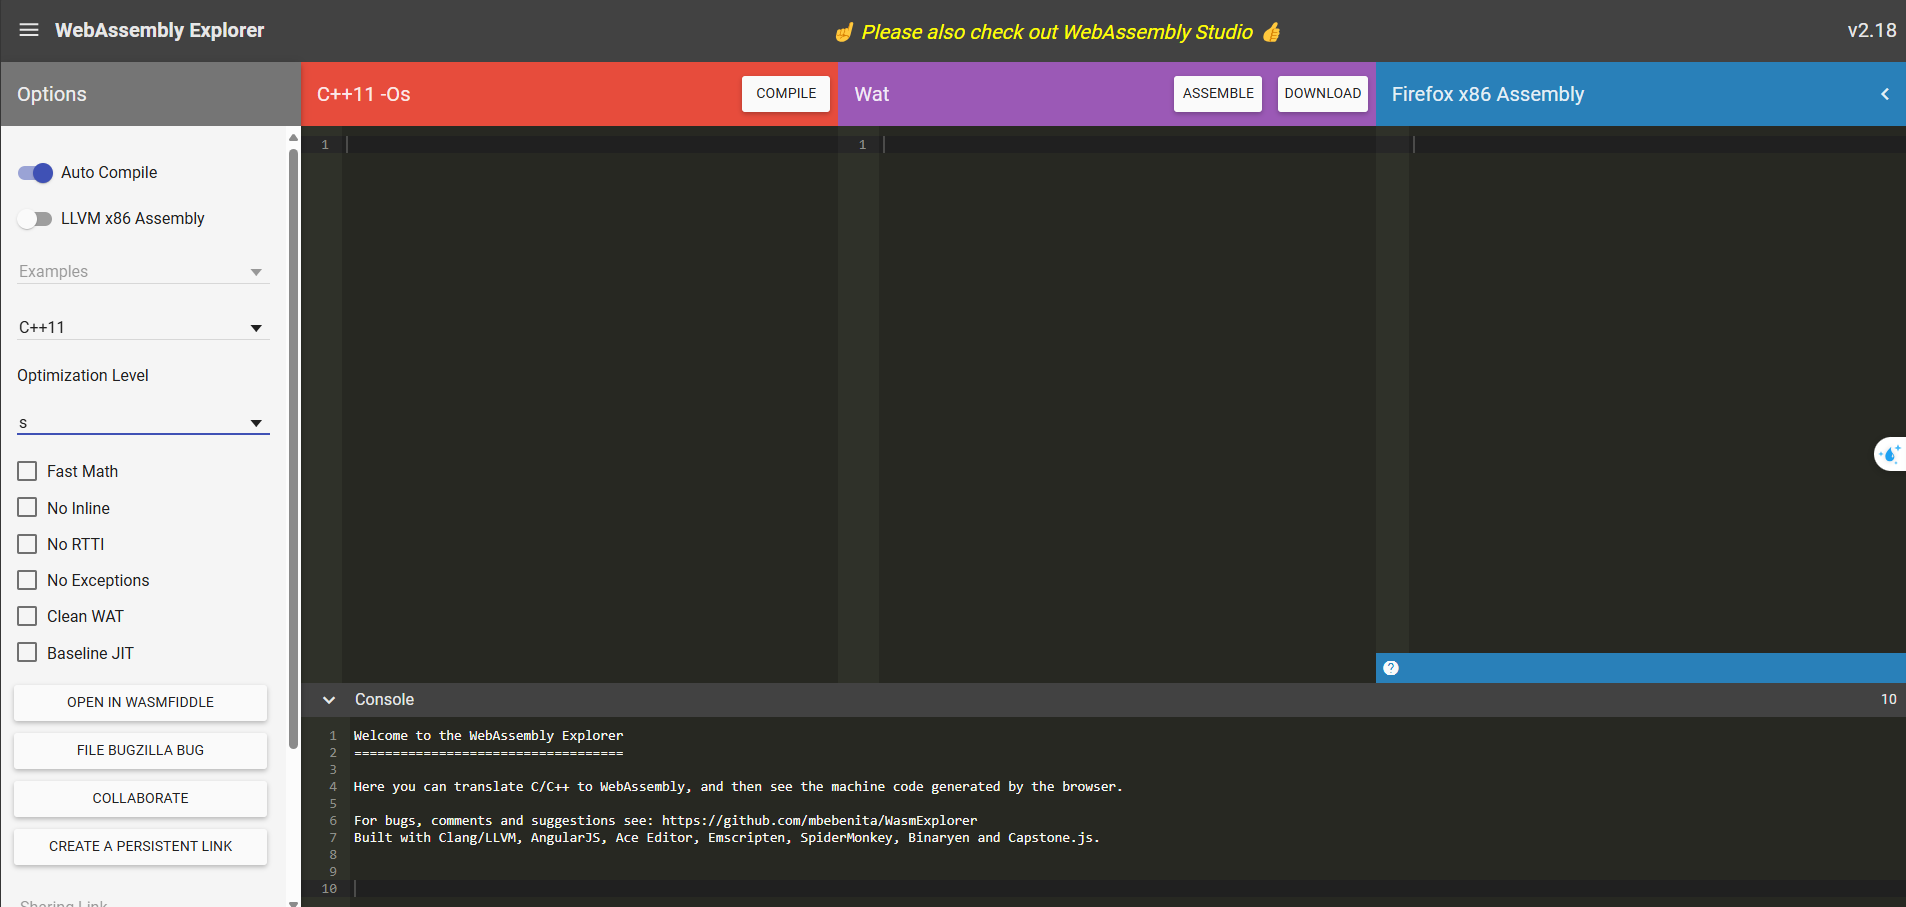 WebAssembly Explorer
☝ Please also check out WebAssembly Studio 👍
v2.18
Options
C++11 -Os
COMPILE
Wat
ASSEMBLE
DOWNLOAD
Firefox x86 Assembly
Auto Compile
LLVM x86 Assembly
Examples
C++11
Optimization Level
s
Fast Math
No Inline
No RTTI
No Exceptions
Clean WAT
Baseline JIT
OPEN IN WASMFIDDLE
FILE BUGZILLA BUG
COLLABORATE
CREATE A PERSISTENT LINK
Sharing Link
1
1
?
Console
10
1 Welcome to the WebAssembly Explorer
2 ===================================
3
4 Here you can translate C/C++ to WebAssembly, and then see the machine code generated by the browser.
5
6 For bugs, comments and suggestions see: https://github.com/mbebenita/WasmExplorer
7 Built with Clang/LLVM, AngularJS, Ace Editor, Emscripten, SpiderMonkey, Binaryen and Capstone.js.
8
9
10